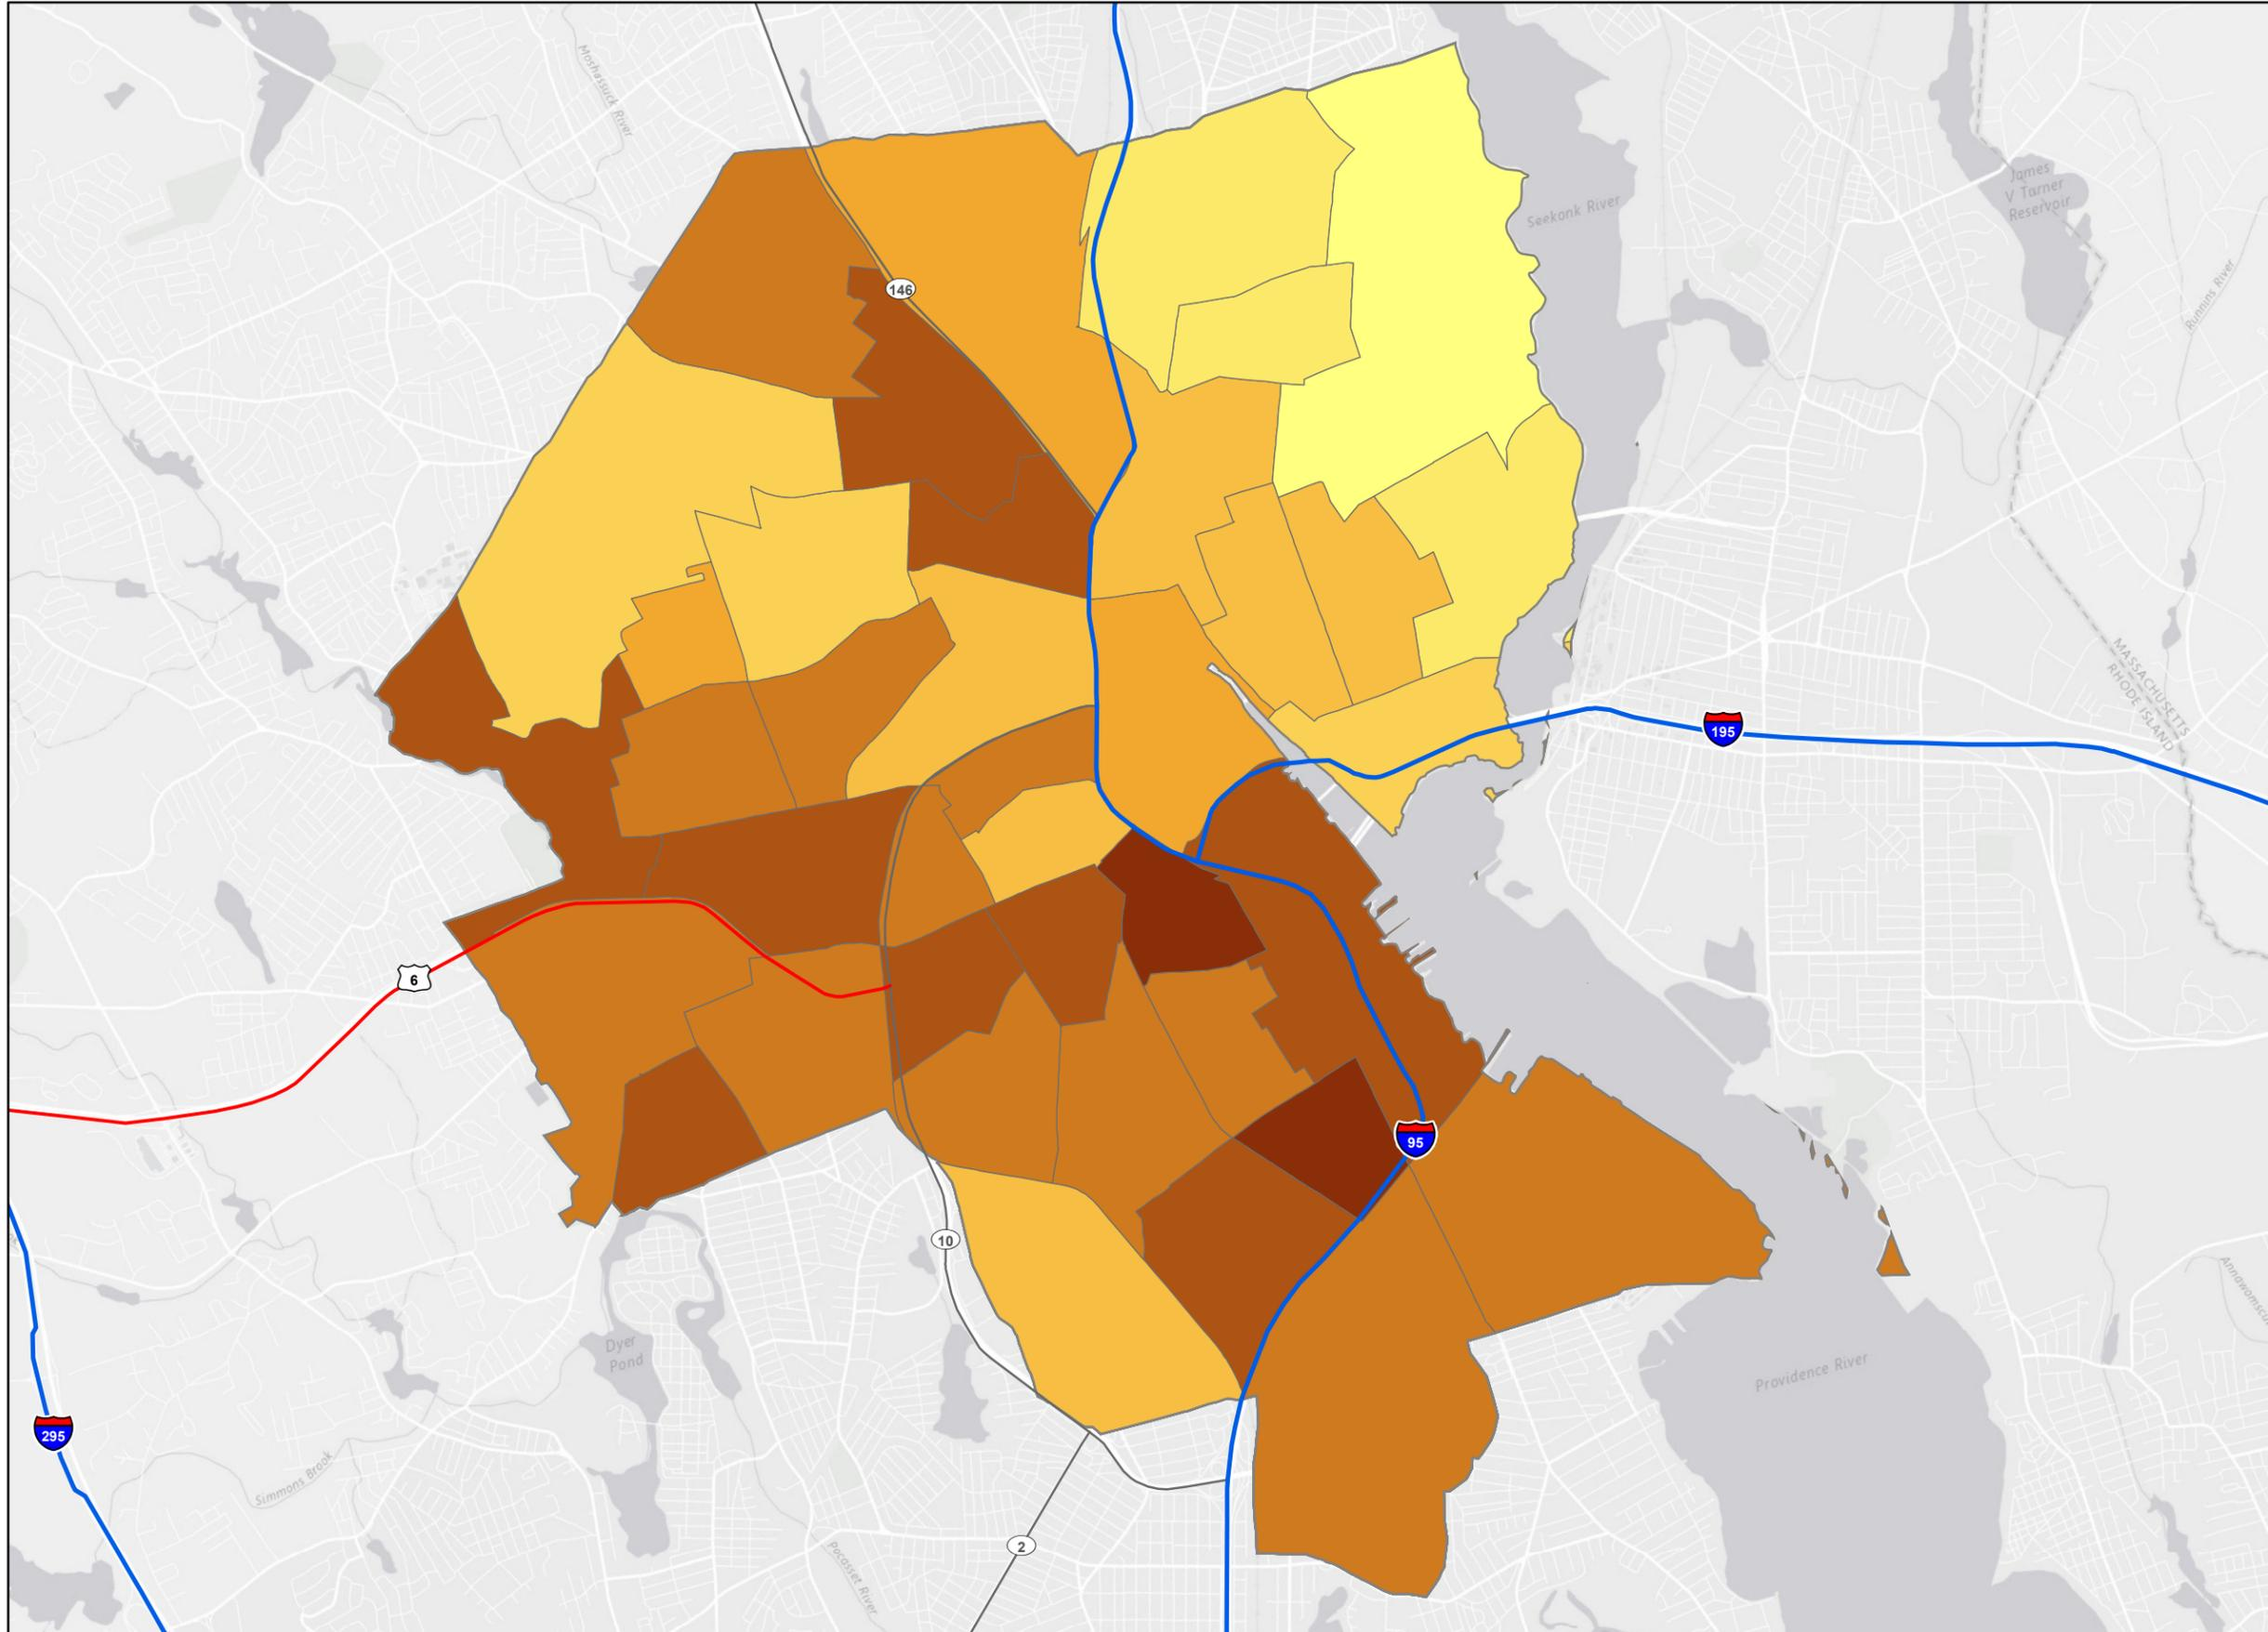 Moshassuck River
146
Seekonk River
James
V Turner
Reservoir
Runnins River
MASSACHUSETTS
RHODE ISLAND
195
6
95
10
Dyer
Pond
Providence River
295
Simmons Brook
2
Pocasset River